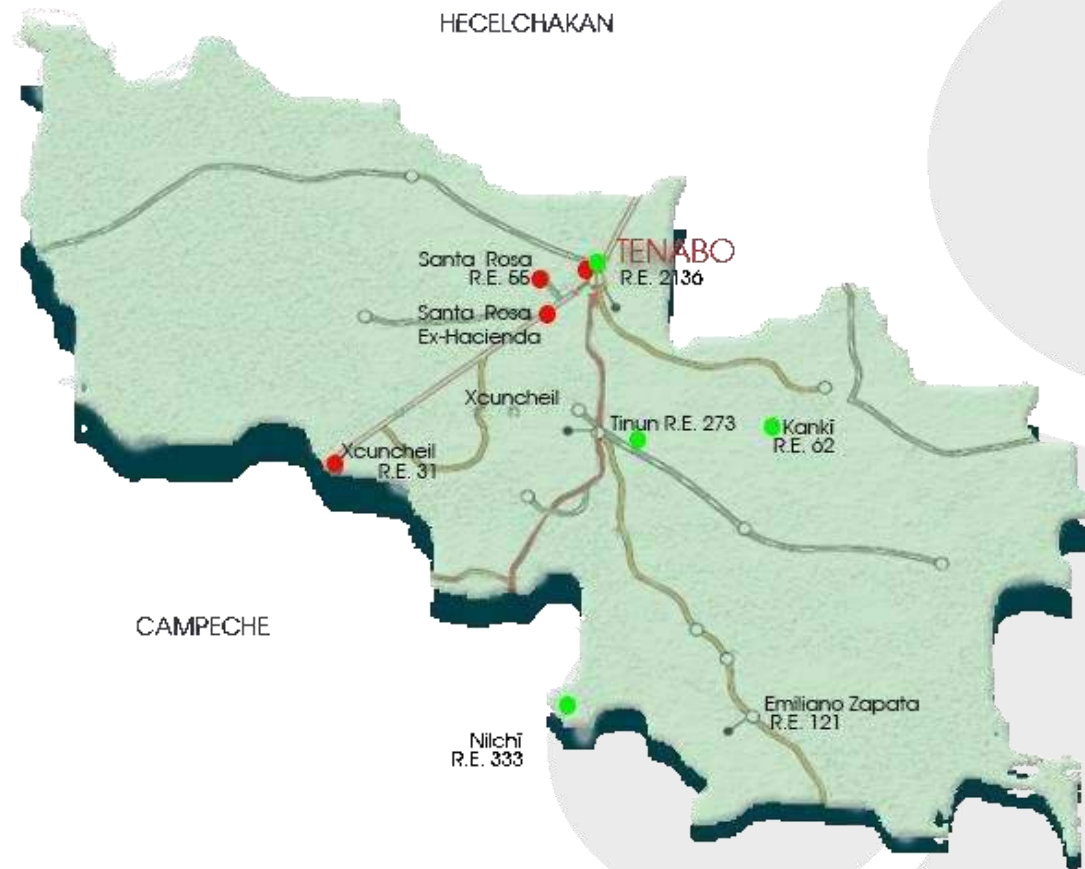 HECELCHAKAN
TENABO
R.E. 2136
Santa Rosa
R.E. 55
Santa Rosa
Ex-Hacienda
Xcuncheil
Tinun R.E. 273
Kankí
R.E. 62
Xcuncheil
R.E. 31
CAMPECHE
Emiliano Zapata
R.E. 121
Nilchí
R.E. 333